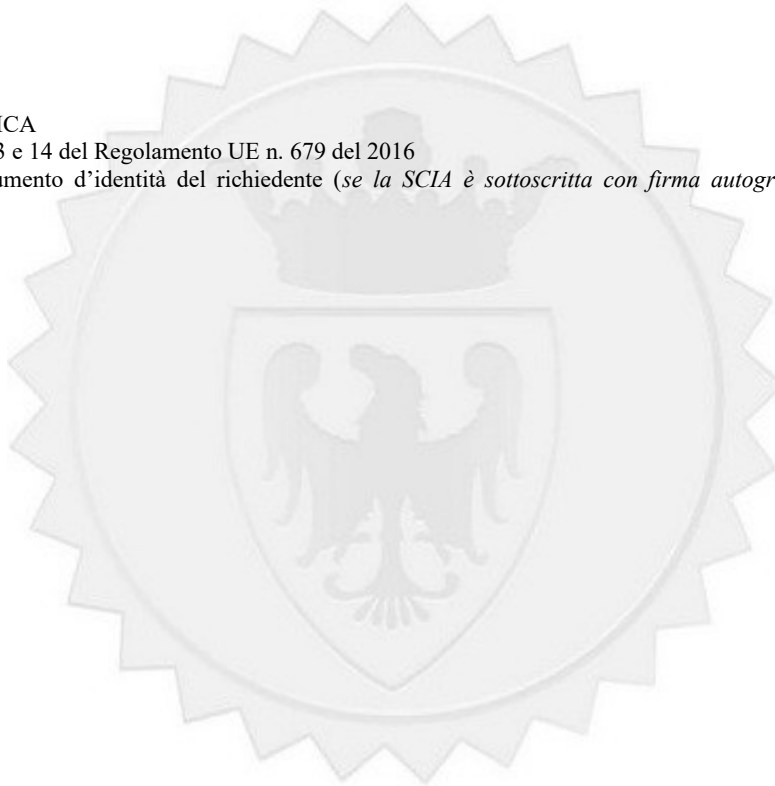 ICA
3 e 14 del Regolamento UE n. 679 del 2016
umento d’identità del richiedente (se la SCIA è sottoscritta con firma autogr